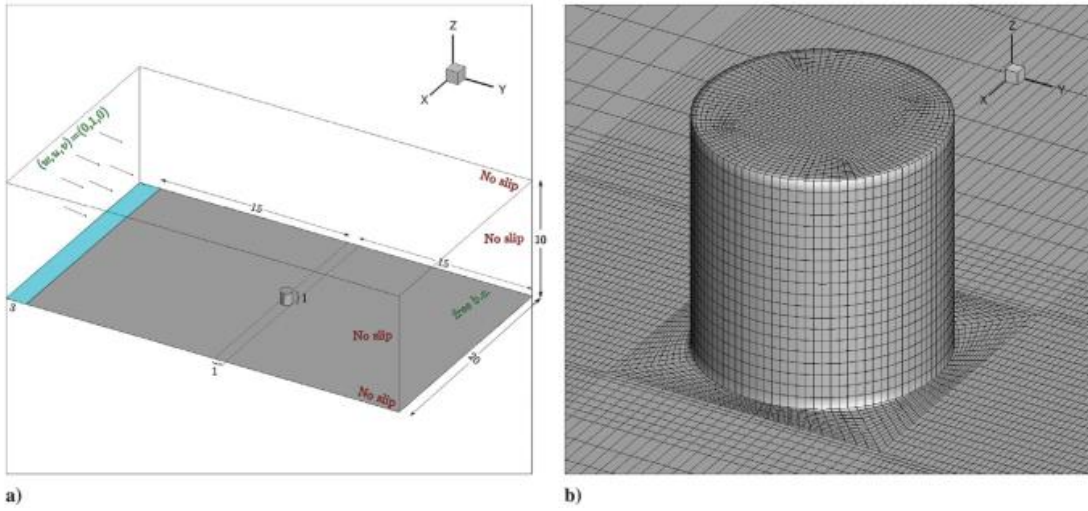 Z
Y
X
(w,u,v)=(0,1,0)
No slip
15
No slip
10
15
1
free b.c.
3
No slip
20
1
No slip
Z
Y
X
a)
b)